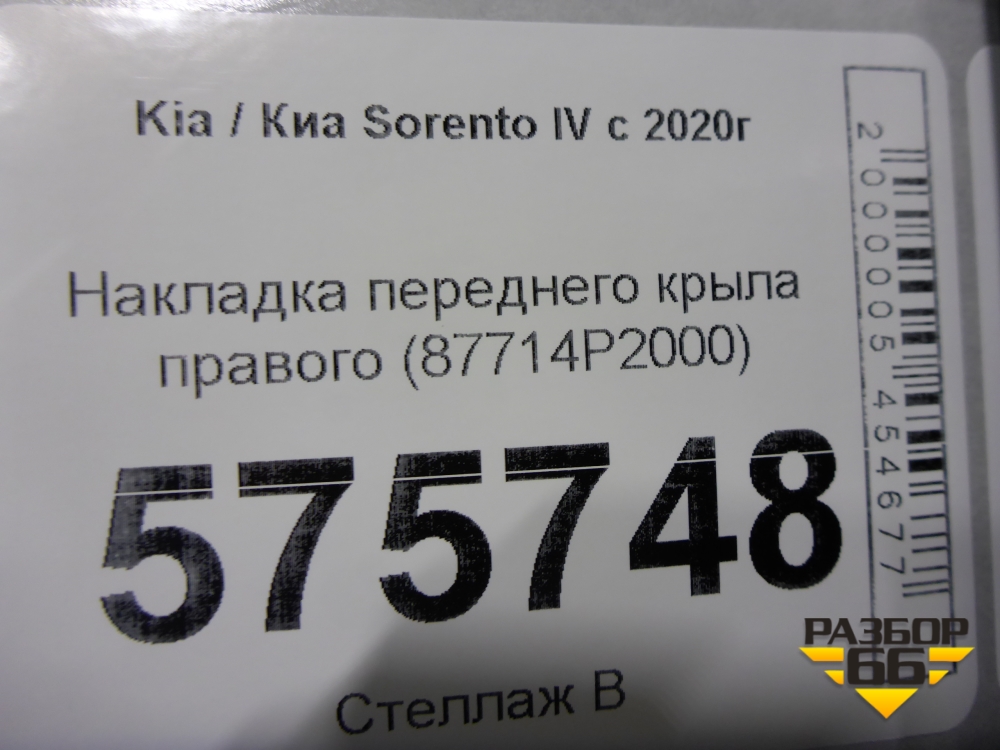 Kia / Киа Sorento IV с 2020г
Накладка переднего крыла
правого (87714P2000)
575748
Стеллаж В
2000005454677
РАЗБОР
66